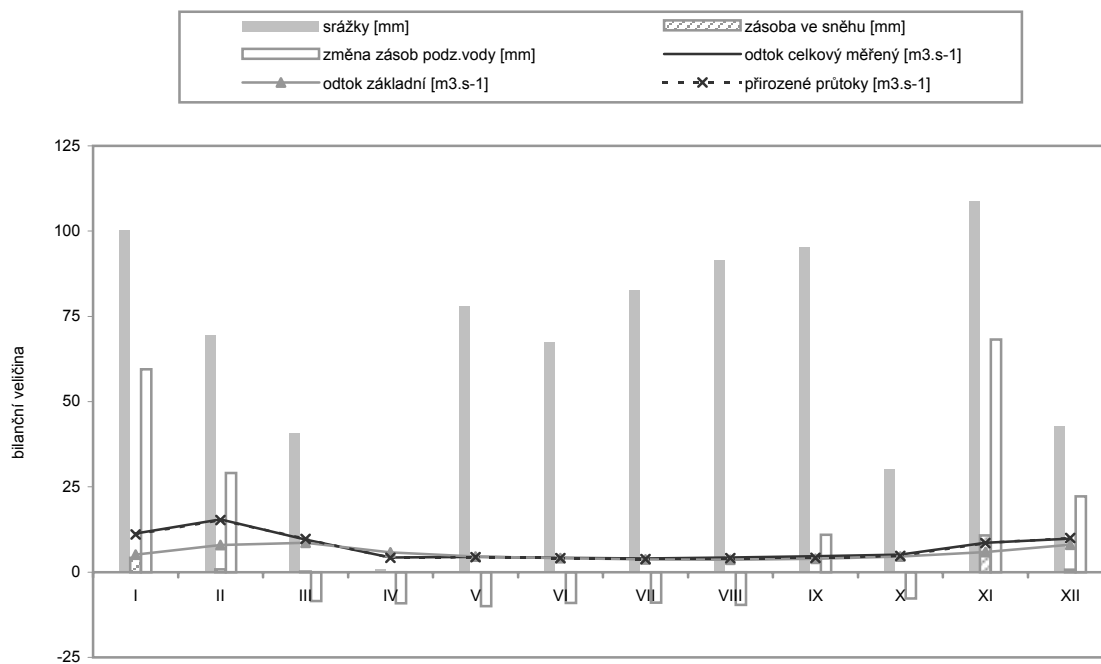 srážky [mm]
zásoba ve sněhu [mm]
změna zásob podz.vody [mm]
odtok celkový měřený [m3.s-1]
odtok základní [m3.s-1]
přirozené průtoky [m3.s-1]
125
100
75
50
25
0
-25
bilanční veličina
I II III IV V VI VII VIII IX X XI XII